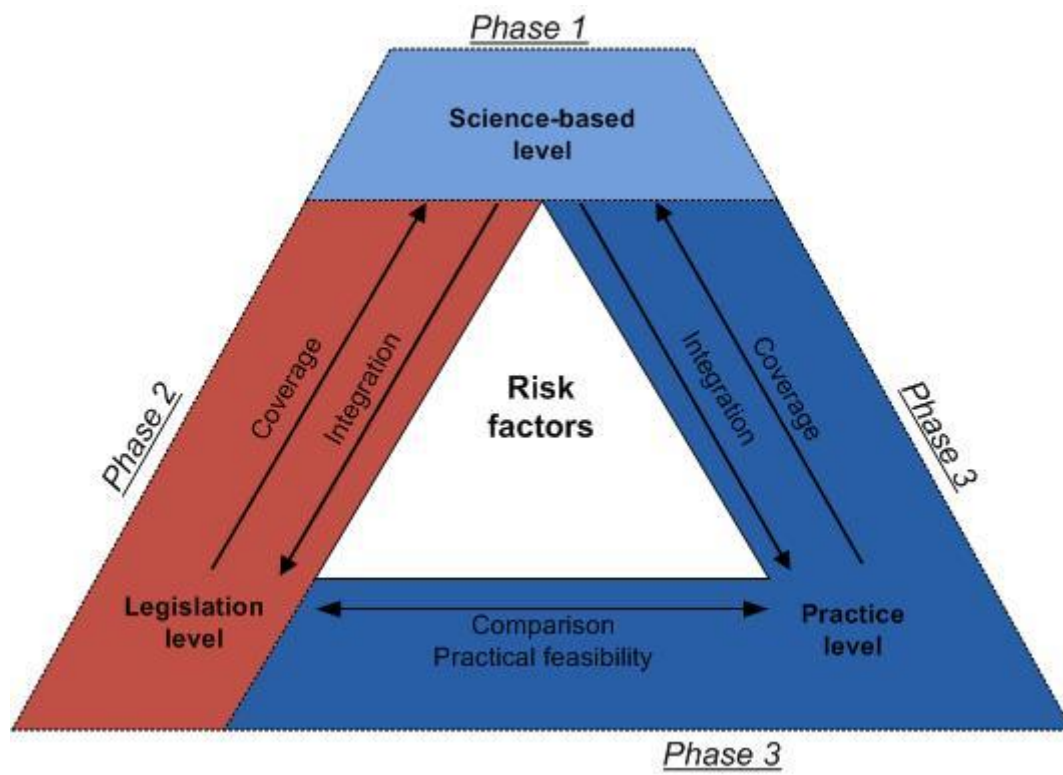 Phase 1
Science-based
level
Coverage
Integration
Phase 2
Risk
factors
Integration
Coverage
Phase 3
Legislation
level
Comparison
Practical feasibility
Practice
level
Phase 3